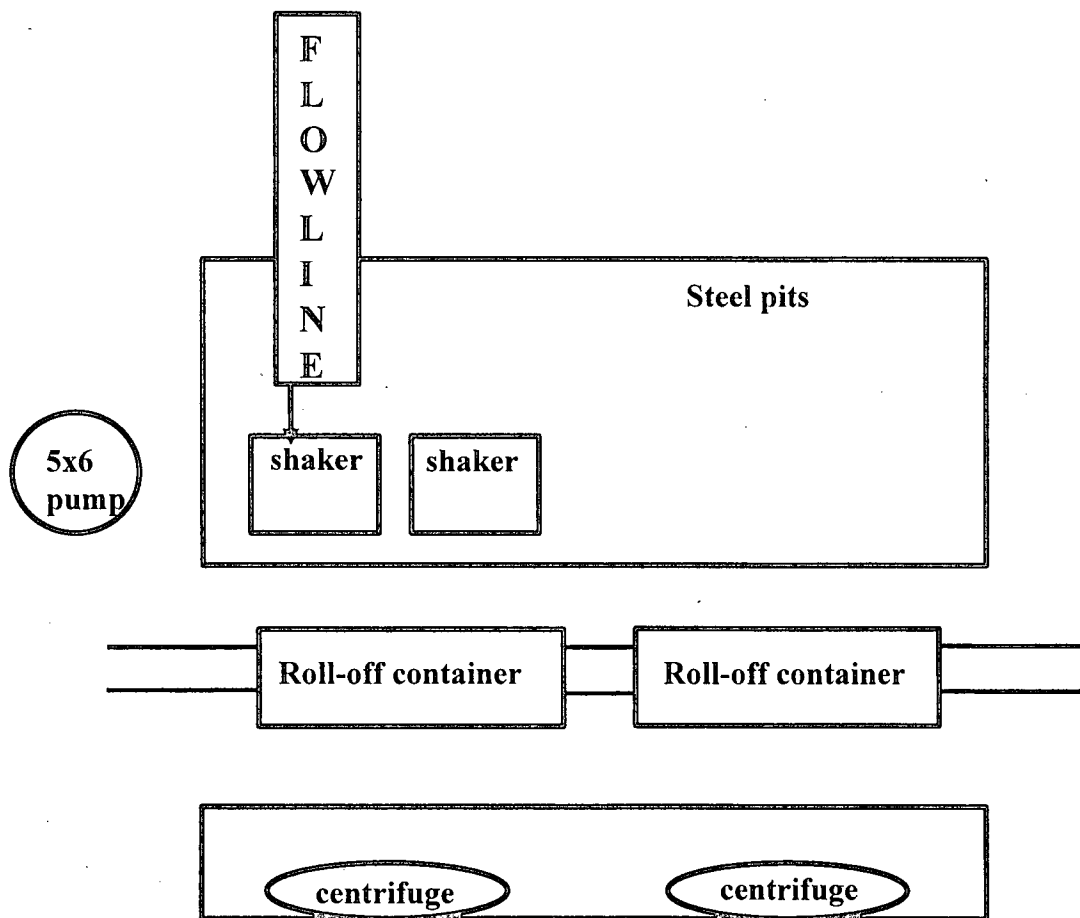 F
L
O
W
L
I
N
E
Steel pits
5x6
pump
shaker
shaker
Roll-off container
Roll-off container
centrifuge
centrifuge